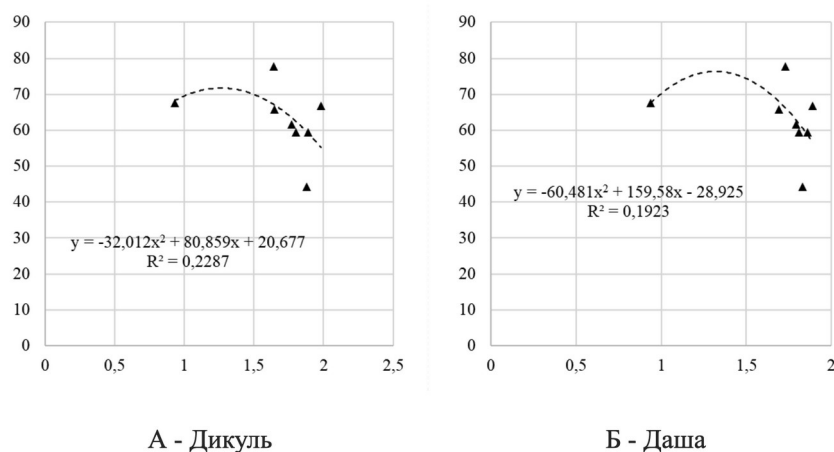 90
80
70
60
50
40
30
20
10
0
y = -32,012x² + 80,859x + 20,677
R² = 0,2287
0 0,5 1 1,5 2 2,5
А - Дикуль
90
80
70
60
50
40
30
20
10
0
y = -60,481x² + 159,58x - 28,925
R² = 0,1923
0 0,5 1 1,5 2
Б - Даша